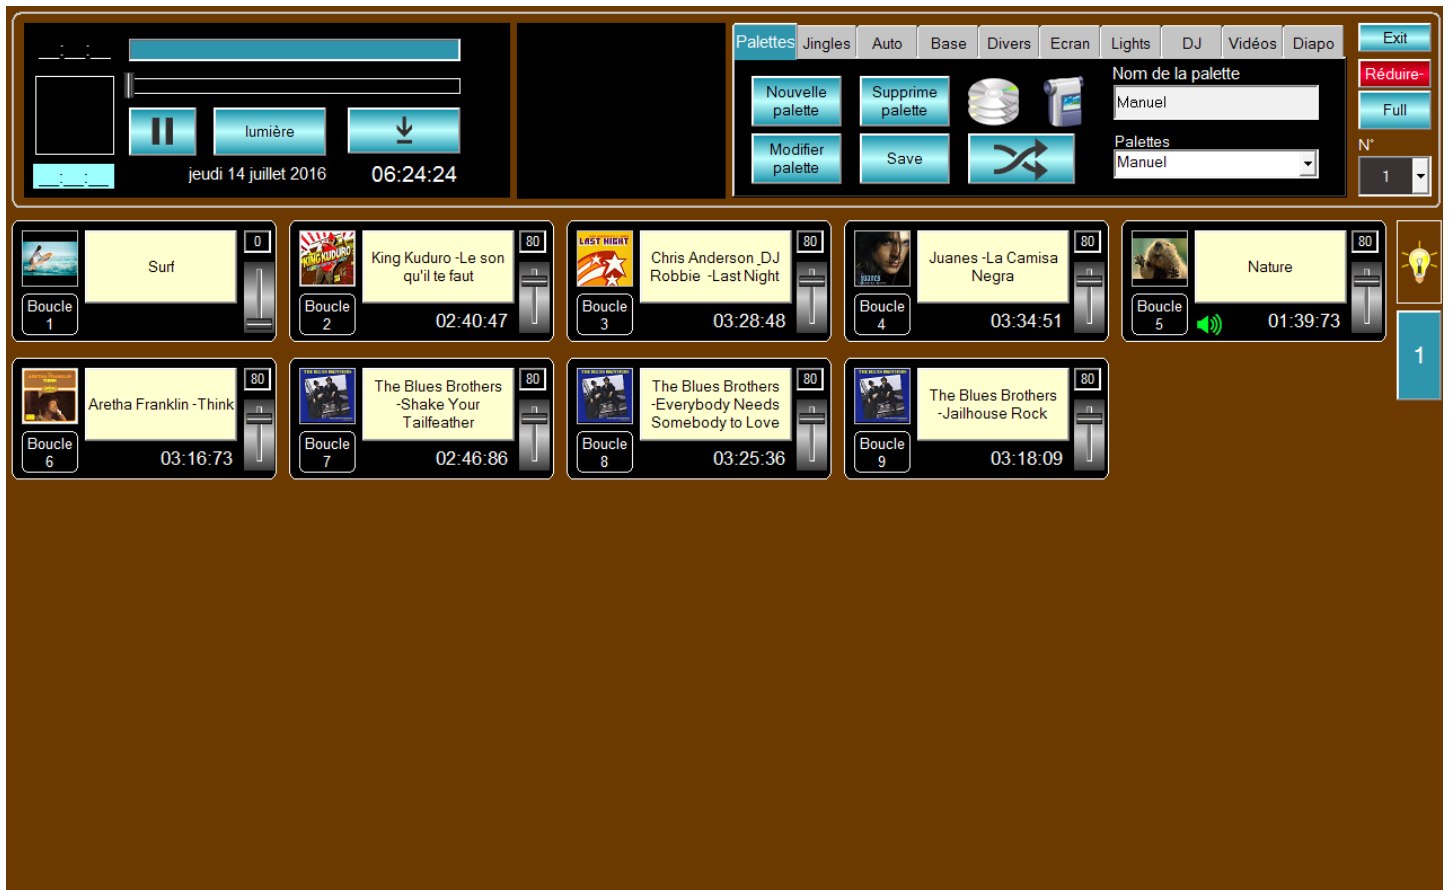 __:__:__
lumière
__:__:__
jeudi 14 juillet 2016
06:24:24
Palettes
Jingles
Auto
Base
Divers
Ecran
Lights
DJ
Vidéos
Diapo
Nouvelle
palette
Supprime
palette
Modifier
palette
Save
Nom de la palette
Manuel
Palettes
Manuel
Exit
Réduire-
Full
N°
1
Surf
0
Boucle
1
KING KUDURO
King Kuduro -Le son
qu'il te faut
80
Boucle
2
02:40:47
LAST NIGHT
Chris Anderson _DJ
Robbie -Last Night
80
Boucle
3
03:28:48
juanes
Juanes -La Camisa
Negra
80
Boucle
4
03:34:51
Nature
80
Boucle
5
01:39:73
1
Aretha Franklin -Think
80
Boucle
6
03:16:73
The Blues Brothers
-Shake Your
Tailfeather
80
Boucle
7
02:46:86
The Blues Brothers
-Everybody Needs
Somebody to Love
80
Boucle
8
03:25:36
The Blues Brothers
-Jailhouse Rock
80
Boucle
9
03:18:09